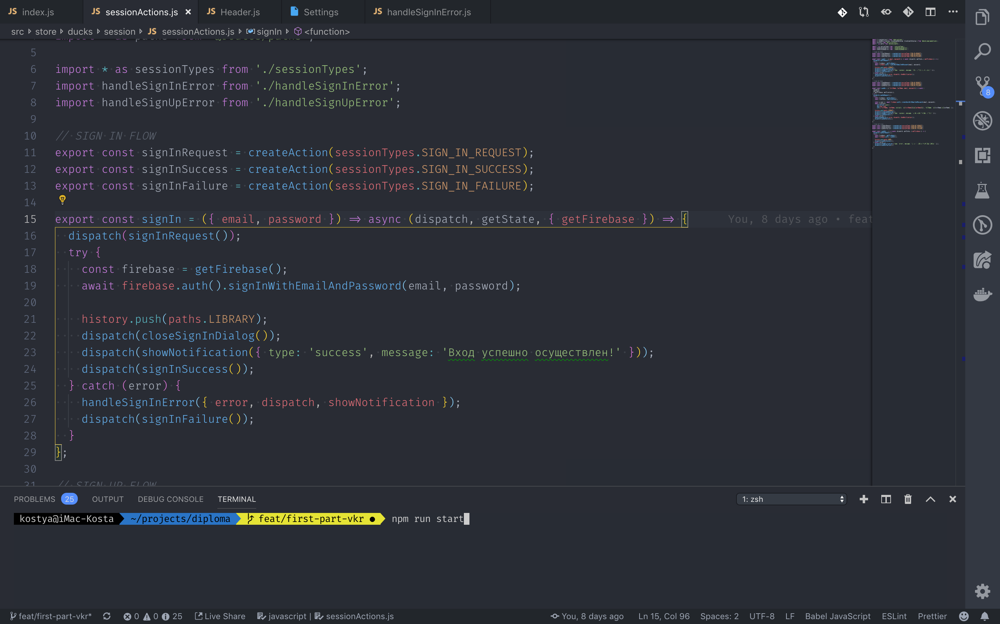 JS index.js
JS sessionActions.js ×
JS Header.js
Settings
JS handleSignInError.js
src store ducks session JS sessionActions.js signIn <function>
5
6 import * as sessionTypes from './sessionTypes';
7 import handleSignInError from './handleSignInError';
8 import handleSignUpError from './handleSignUpError';
9
10 // SIGN IN FLOW
11 export const signInRequest = createAction(sessionTypes.SIGN_IN_REQUEST);
12 export const signInSuccess = createAction(sessionTypes.SIGN_IN_SUCCESS);
13 export const signInFailure = createAction(sessionTypes.SIGN_IN_FAILURE);
14
15 export const signIn = ({ email, password }) => async (dispatch, getState, { getFirebase }) => { You, 8 days ago • feat
16 dispatch(signInRequest());
17 try {
18 const firebase = getFirebase();
19 await firebase.auth().signInWithEmailAndPassword(email, password);
20
21 history.push(paths.LIBRARY);
22 dispatch(closeSignInDialog());
23 dispatch(showNotification({ type: 'success', message: 'Вход успешно осуществлен!' }));
24 dispatch(signInSuccess());
25 } catch (error) {
26 handleSignInError({ error, dispatch, showNotification });
27 dispatch(signInFailure());
28 }
29 };
30
31 // SIGN UP FLOW
8
PROBLEMS 25 OUTPUT DEBUG CONSOLE TERMINAL 1: zsh
kostya@iMac-Kosta ~/projects/diploma feat/first-part-vkr ● npm run start
feat/first-part-vkr* 0 0 25 Live Share javascript | sessionActions.js You, 8 days ago Ln 15, Col 96 Spaces: 2 UTF-8 LF Babel JavaScript ESLint Prettier